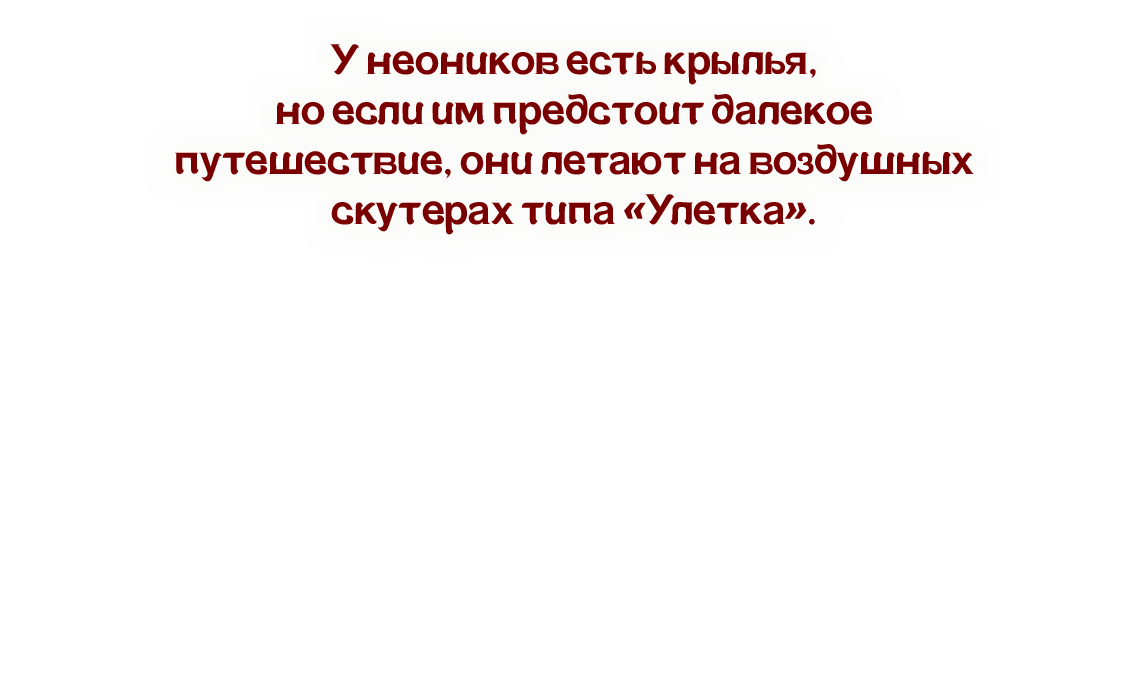 У неоников есть крылья,
но если им предстоит далекое
путешествие, они летают на воздушных
скутерах типа «Улетка».